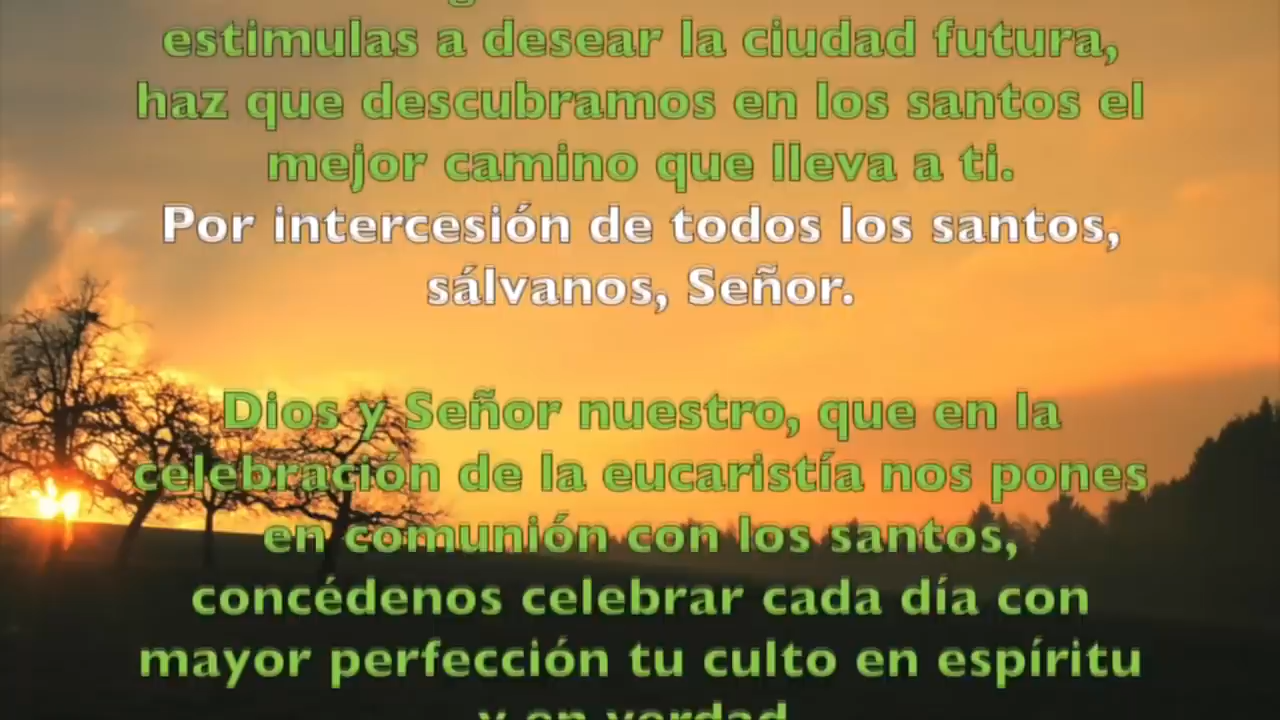 estimulas a desear la ciudad futura,
haz que descubramos en los santos el
mejor camino que lleva a ti.
Por intercesión de todos los santos,
sálvanos, Señor.
Dios y Señor nuestro, que en la
celebración de la eucaristía nos pones
en comunión con los santos,
concédenos celebrar cada día con
mayor perfección tu culto en espíritu
y en verdad